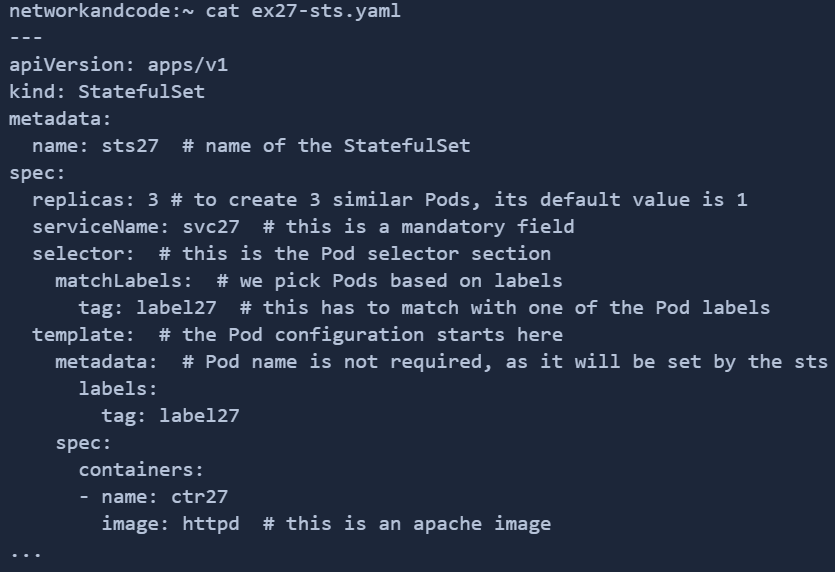 networkandcode:~ cat ex27-sts.yaml
---
apiVersion: apps/v1
kind: StatefulSet
metadata:
  name: sts27  # name of the StatefulSet
spec:
  replicas: 3 # to create 3 similar Pods, its default value is 1
  serviceName: svc27  # this is a mandatory field
  selector:  # this is the Pod selector section
    matchLabels:  # we pick Pods based on labels
      tag: label27  # this has to match with one of the Pod labels
  template:  # the Pod configuration starts here
    metadata:  # Pod name is not required, as it will be set by the sts
      labels:
        tag: label27
    spec:
      containers:
      - name: ctr27
        image: httpd  # this is an apache image
...